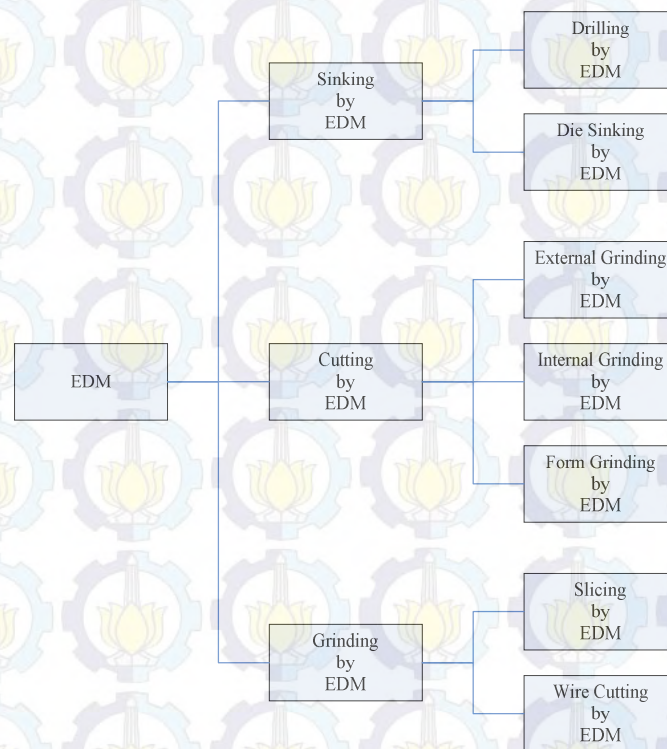 EDM
Sinking
by
EDM
Drilling
by
EDM
Die Sinking
by
EDM
Cutting
by
EDM
External Grinding
by
EDM
Internal Grinding
by
EDM
Form Grinding
by
EDM
Grinding
by
EDM
Slicing
by
EDM
Wire Cutting
by
EDM